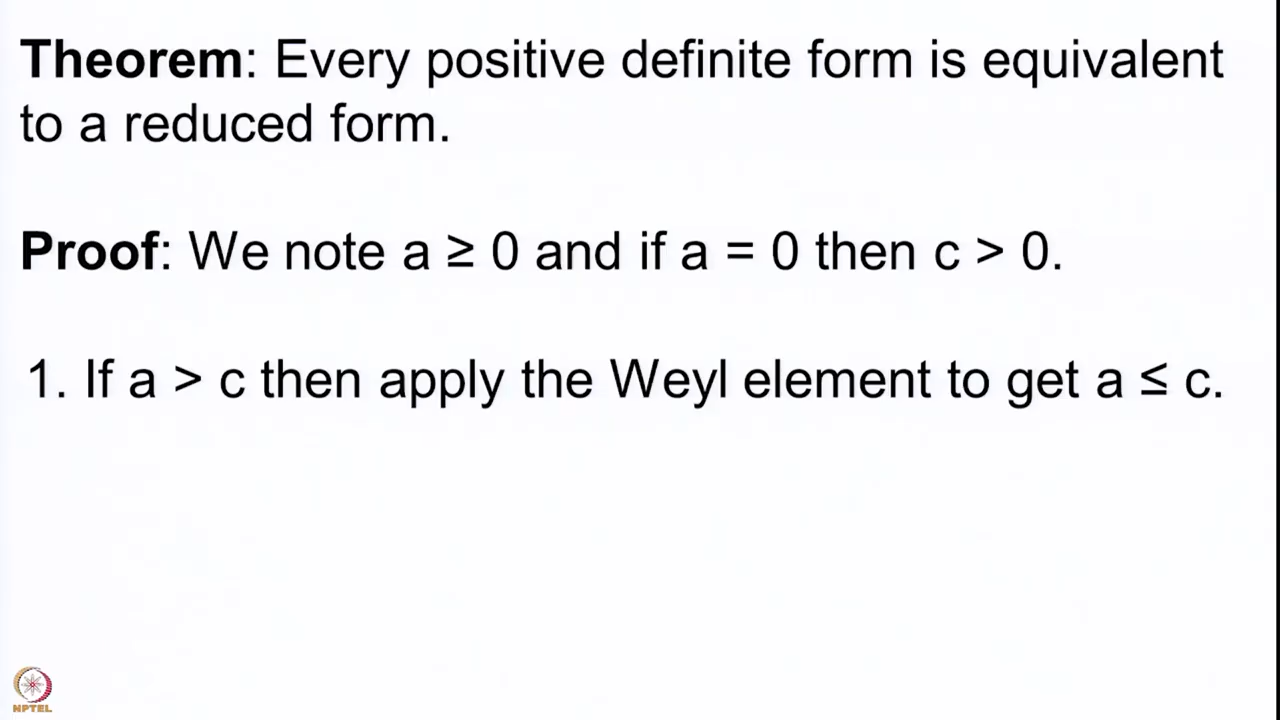 Theorem: Every positive definite form is equivalent
to a reduced form.
Proof: We note a ≥ 0 and if a = 0 then c > 0.
1. If a > c then apply the Weyl element to get a ≤ c.
NPTEL